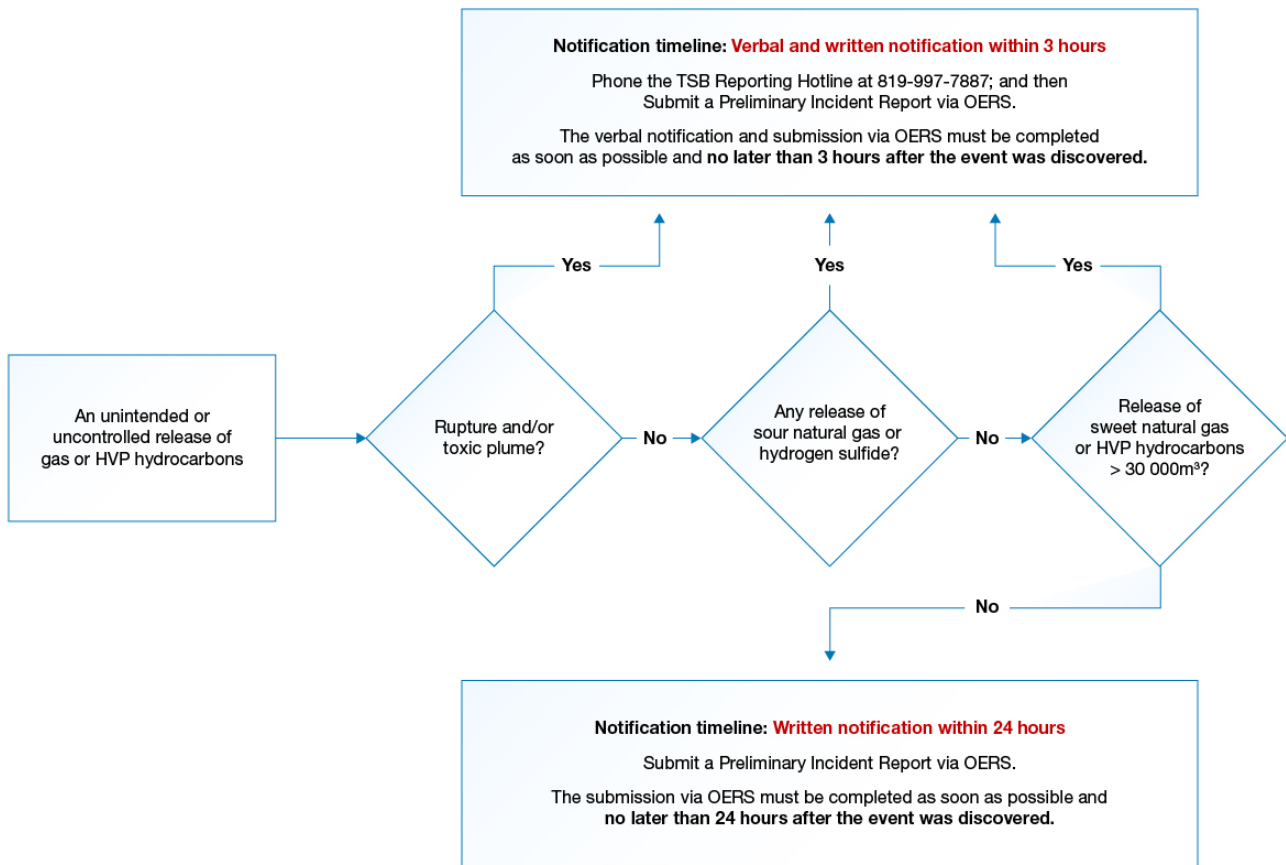 Notification timeline: Verbal and written notification within 3 hours
Phone the TSB Reporting Hotline at 819-997-7887; and then
Submit a Preliminary Incident Report via OERS.
The verbal notification and submission via OERS must be completed
as soon as possible and no later than 3 hours after the event was discovered.
Yes
Yes
Yes
An unintended or
uncontrolled release of
gas or HVP hydrocarbons
Rupture and/or
toxic plume?
No
Any release of
sour natural gas or
hydrogen sulfide?
No
Release of
sweet natural gas
or HVP hydrocarbons
> 30 000m³?
No
Notification timeline: Written notification within 24 hours
Submit a Preliminary Incident Report via OERS.
The submission via OERS must be completed as soon as possible and
no later than 24 hours after the event was discovered.